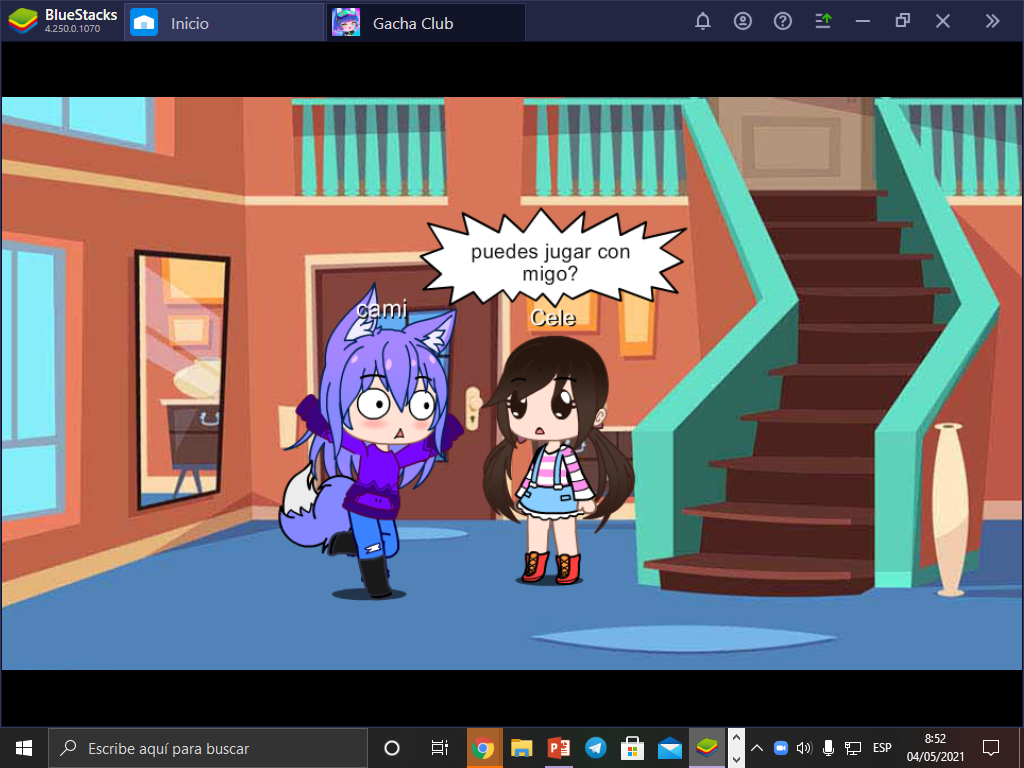 BlueStacks
4.250.0.1070
Inicio
Gacha Club
puedes jugar con
migo?
cami
Cele
Escribe aquí para buscar
ESP
8:52
04/05/2021